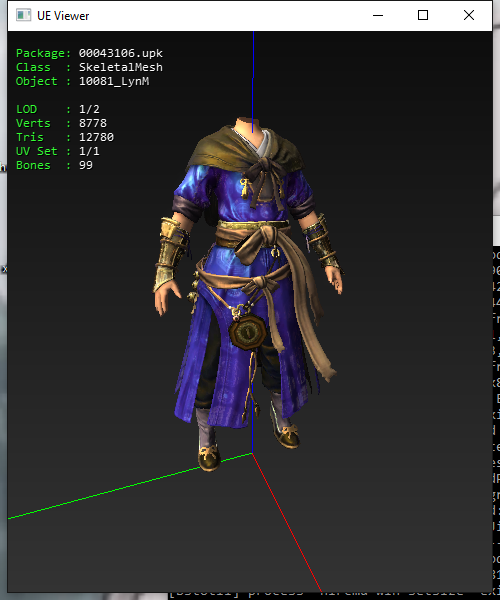 UE Viewer
Package: 00043106.upk
Class : SkeletalMesh
Object : 10081_LynM
LOD : 1/2
Verts : 8778
Tris : 12780
UV Set : 1/1
Bones : 99